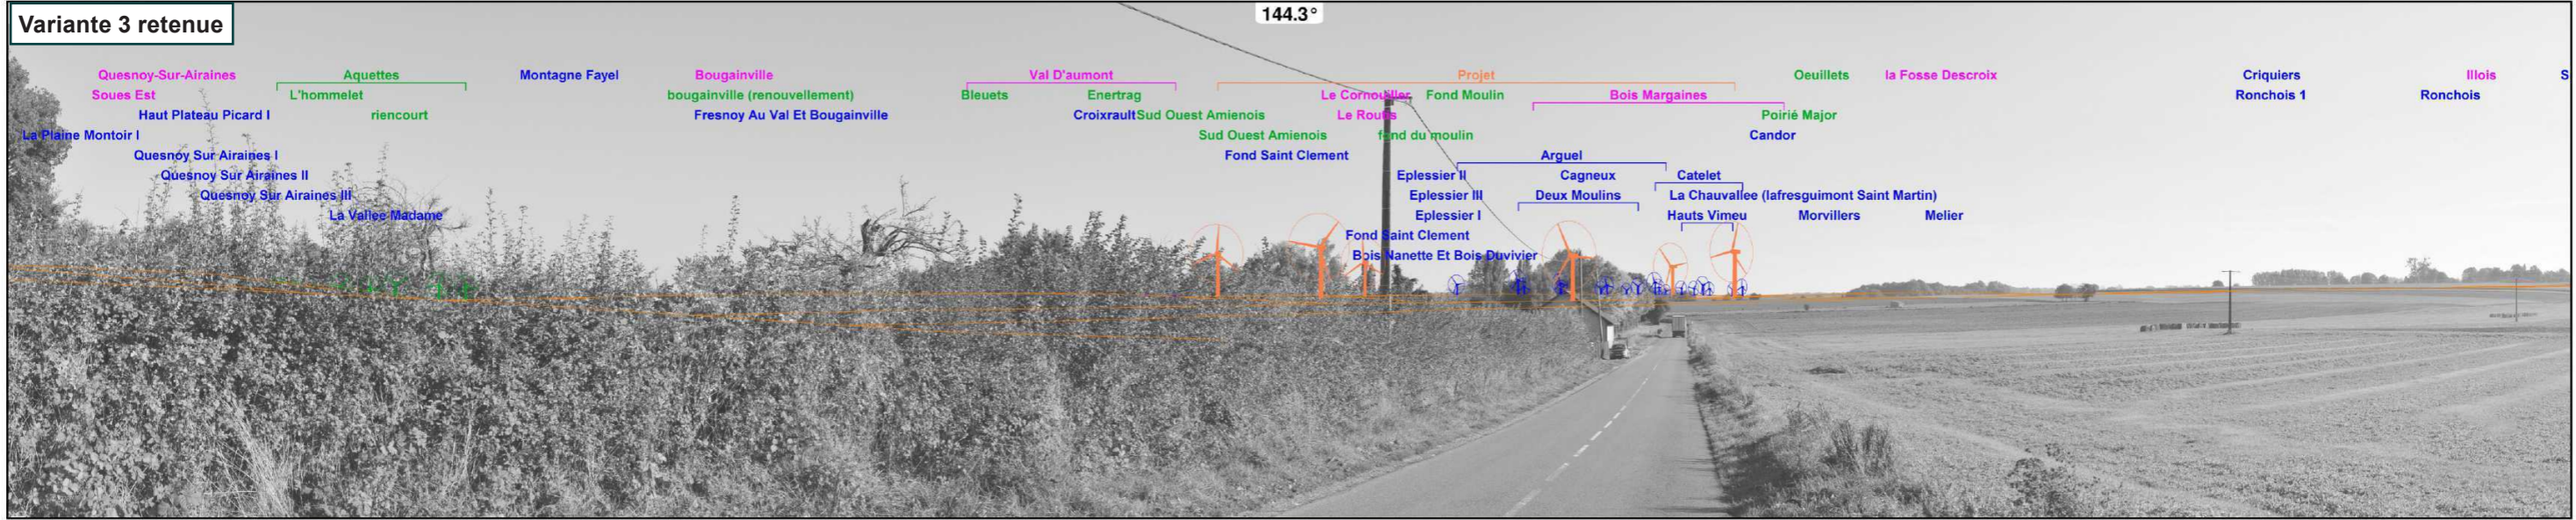 Variante 3 retenue
144.3°
Quesnoy-Sur-Airaines Aquettes Montagne Fayel Bougainville Val D'aumont Projet Oeuillets la Fosse Descroix Criquiers Illois S
Soues Est L'hommelet bougainville (renouvellement) Bleuets Enertrag Le Cornouiller Fond Moulin Bois Margaines Ronchois 1 Ronchois
Haut Plateau Picard I riencourt Fresnoy Au Val Et Bougainville Croixrault Sud Ouest Amienois Le Routis Poirié Major
La Plaine Montoir I Sud Ouest Amienois fond du moulin Candor
Quesnoy Sur Airaines I Fond Saint Clement Arguel
Quesnoy Sur Airaines II Eplessier II Cagneux Catelet
Quesnoy Sur Airaines III Eplessier III Deux Moulins La Chauvallee (lafresguimont Saint Martin)
La Vallee Madame Eplessier I Hauts Vimeu Morvillers Melier
Fond Saint Clement
Bois Nanette Et Bois Duvivier